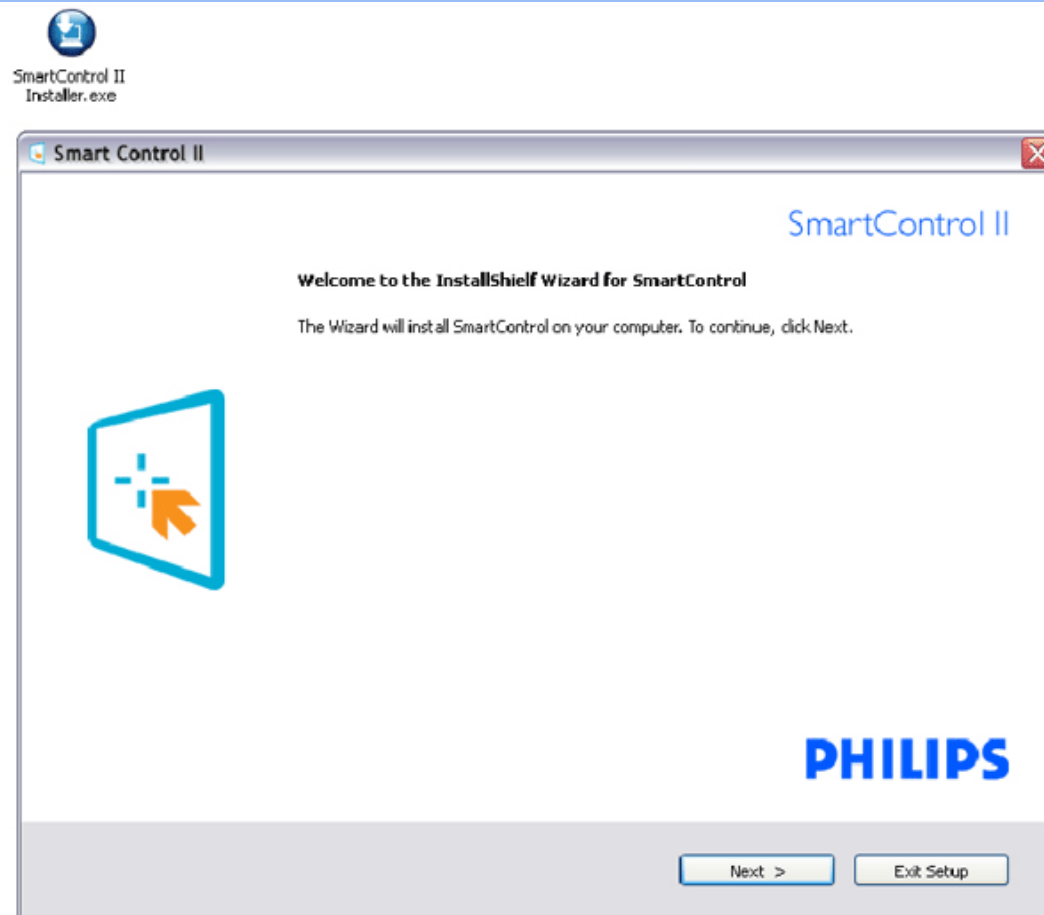 SmartControl II
Installer.exe
Smart Control II
SmartControl II
Welcome to the InstallShielf Wizard for SmartControl
The Wizard will install SmartControl on your computer. To continue, click Next.
PHILIPS
Next >
Exit Setup